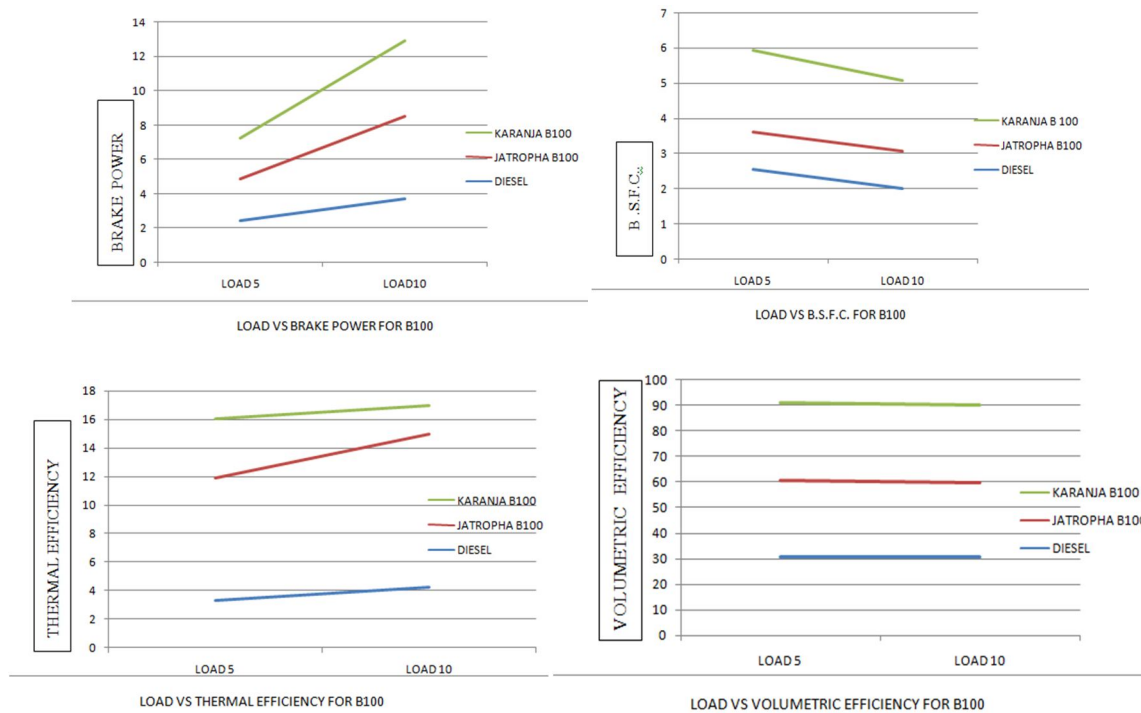 14
12
10
8
6
4
2
0
BRAKE POWER
KARANJA B100
JATROPHA B100
DIESEL
LOAD 5
LOAD10
LOAD VS BRAKE POWER FOR B100
7
6
5
4
3
2
1
0
B .S.F.C.
KARANJA B 100
JATROPHA B100
DIESEL
LOAD 5
LOAD 10
LOAD VS B.S.F.C. FOR B100
18
16
14
12
10
8
6
4
2
0
THERMAL EFFICIENCY
KARANJA B100
JATROPHA B100
DIESEL
LOAD 5
LOAD 10
LOAD VS THERMAL EFFICIENCY FOR B100
100
90
80
70
60
50
40
30
20
10
0
VOLUMETRIC EFFICIENCY
KARANJA B100
JATROPHA B100
DIESEL
LOAD 5
LOAD 10
LOAD VS VOLUMETRIC EFFICIENCY FOR B100